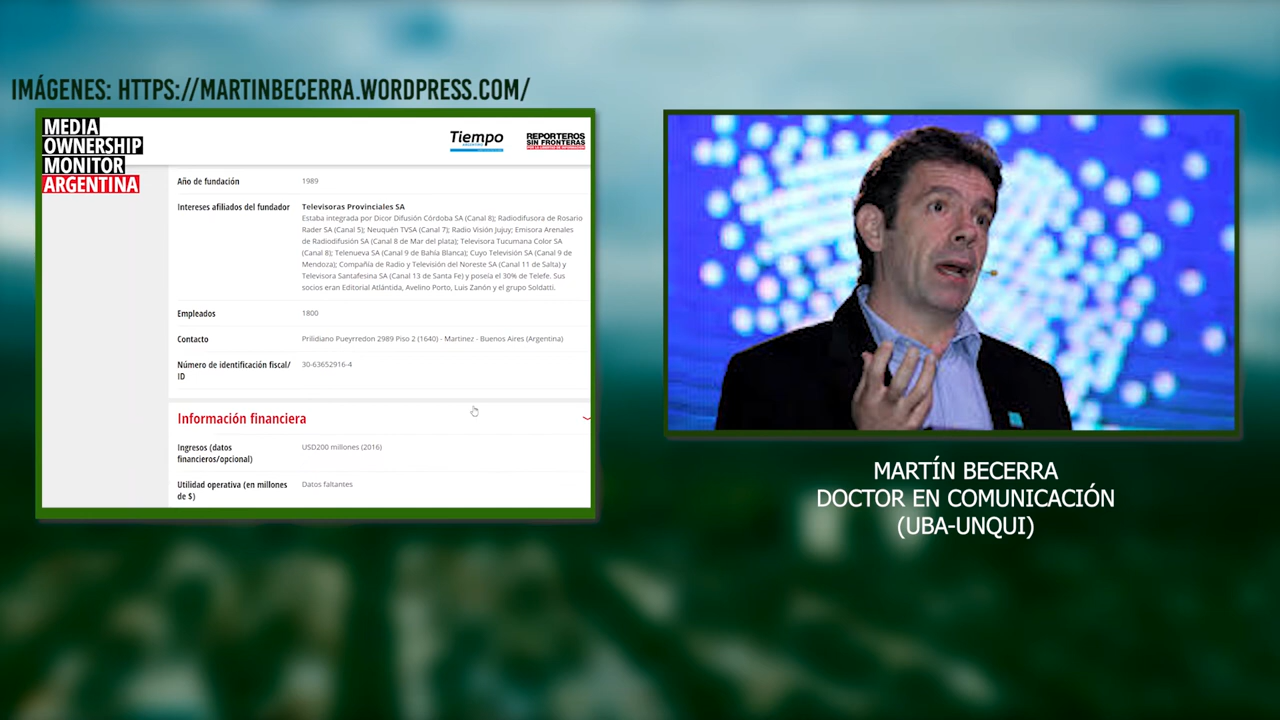 IMÁGENES: HTTPS://MARTINBECERRA.WORDPRESS.COM/
MEDIA
OWNERSHIP
MONITOR
ARGENTINA
Tiempo
REPORTEROS
SIN FRONTERAS
Año de fundación
1989
Intereses afiliados del fundador
Televisoras Provinciales SA
Estaba integrada por Dicor Difusión Córdoba SA (Canal 8); Radiodifusora de Rosario
Rader SA (Canal 5); Neuquén TVSA (Canal 7); Radio Visión Jujuy; Emisora Arenales
de Radiodifusión SA (Canal 8 de Mar del plata); Televisora Tucumana Color SA
(Canal 8); Telenueva SA (Canal 9 de Bahía Blanca); Cuyo Televisión SA (Canal 9 de
Mendoza); Compañía de Radio y Televisión del Noreste SA (Canal 11 de Salta) y
Televisora Santafesina SA (Canal 13 de Santa Fe) y poseía el 30% de Telefe. Sus
socios eran Editorial Atlántida, Avelino Porto, Luis Zanón y el grupo Soldatti.
Empleados
1800
Contacto
Prilidiano Pueyrredon 2989 Piso 2 (1640) - Martinez - Buenos Aires (Argentina)
Número de identificación fiscal/
ID
30-63652916-4
Información financiera
Ingresos (datos
financieros/opcional)
USD200 millones (2016)
Utilidad operativa (en millones
de $)
Datos faltantes
MARTÍN BECERRA
DOCTOR EN COMUNICACIÓN
(UBA-UNQUI)